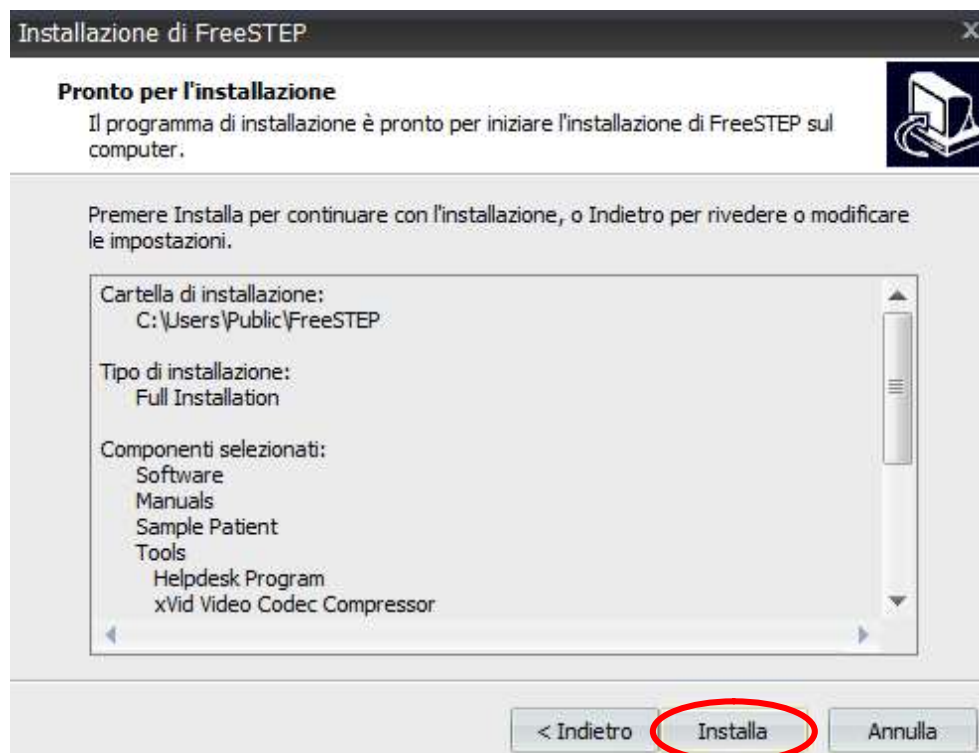 Installazione di FreeSTEP
Pronto per l'installazione
Il programma di installazione è pronto per iniziare l'installazione di FreeSTEP sul
computer.
Premere Installa per continuare con l'installazione, o Indietro per rivedere o modificare
le impostazioni.
Cartella di installazione:
C:\Users\Public\FreeSTEP
Tipo di installazione:
Full Installation
Componenti selezionati:
Software
Manuals
Sample Patient
Tools
Helpdesk Program
xVid Video Codec Compressor
< Indietro Installa Annulla